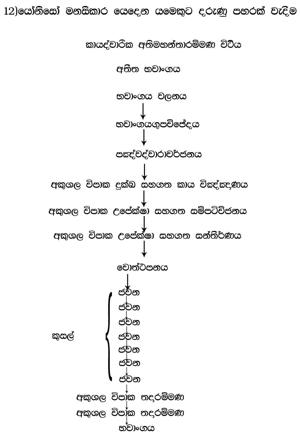 12)යෝනිසෝ මනසිකාර යෙදෙන යමෙකුට දරුණු පහරක් වැදීම
කායද්වාරික අතිමහන්තාරම්මණ වීථිය
අතීත භවාංගය
භවාංගය චලනය
භවාංගයගුපච්ඡේදය
පඤ්චද්වාරාවර්ජනය
අකුශල විපාක දුක්ඛ සහගත කාය විඤ්ඤාණය
අකුශල විපාක උපේක්ෂා සහගත සම්පටිච්ඡනය
අකුශල විපාක උපේක්ෂා සහගත සන්තීර්ණය
වොත්ථපනය
ජවන
ජවන
ජවන
කුසල්
ජවන
ජවන
ජවන
ජවන
අකුශල විපාක තදාරම්මණ
අකුශල විපාක තදාරම්මණ
භවාංගය